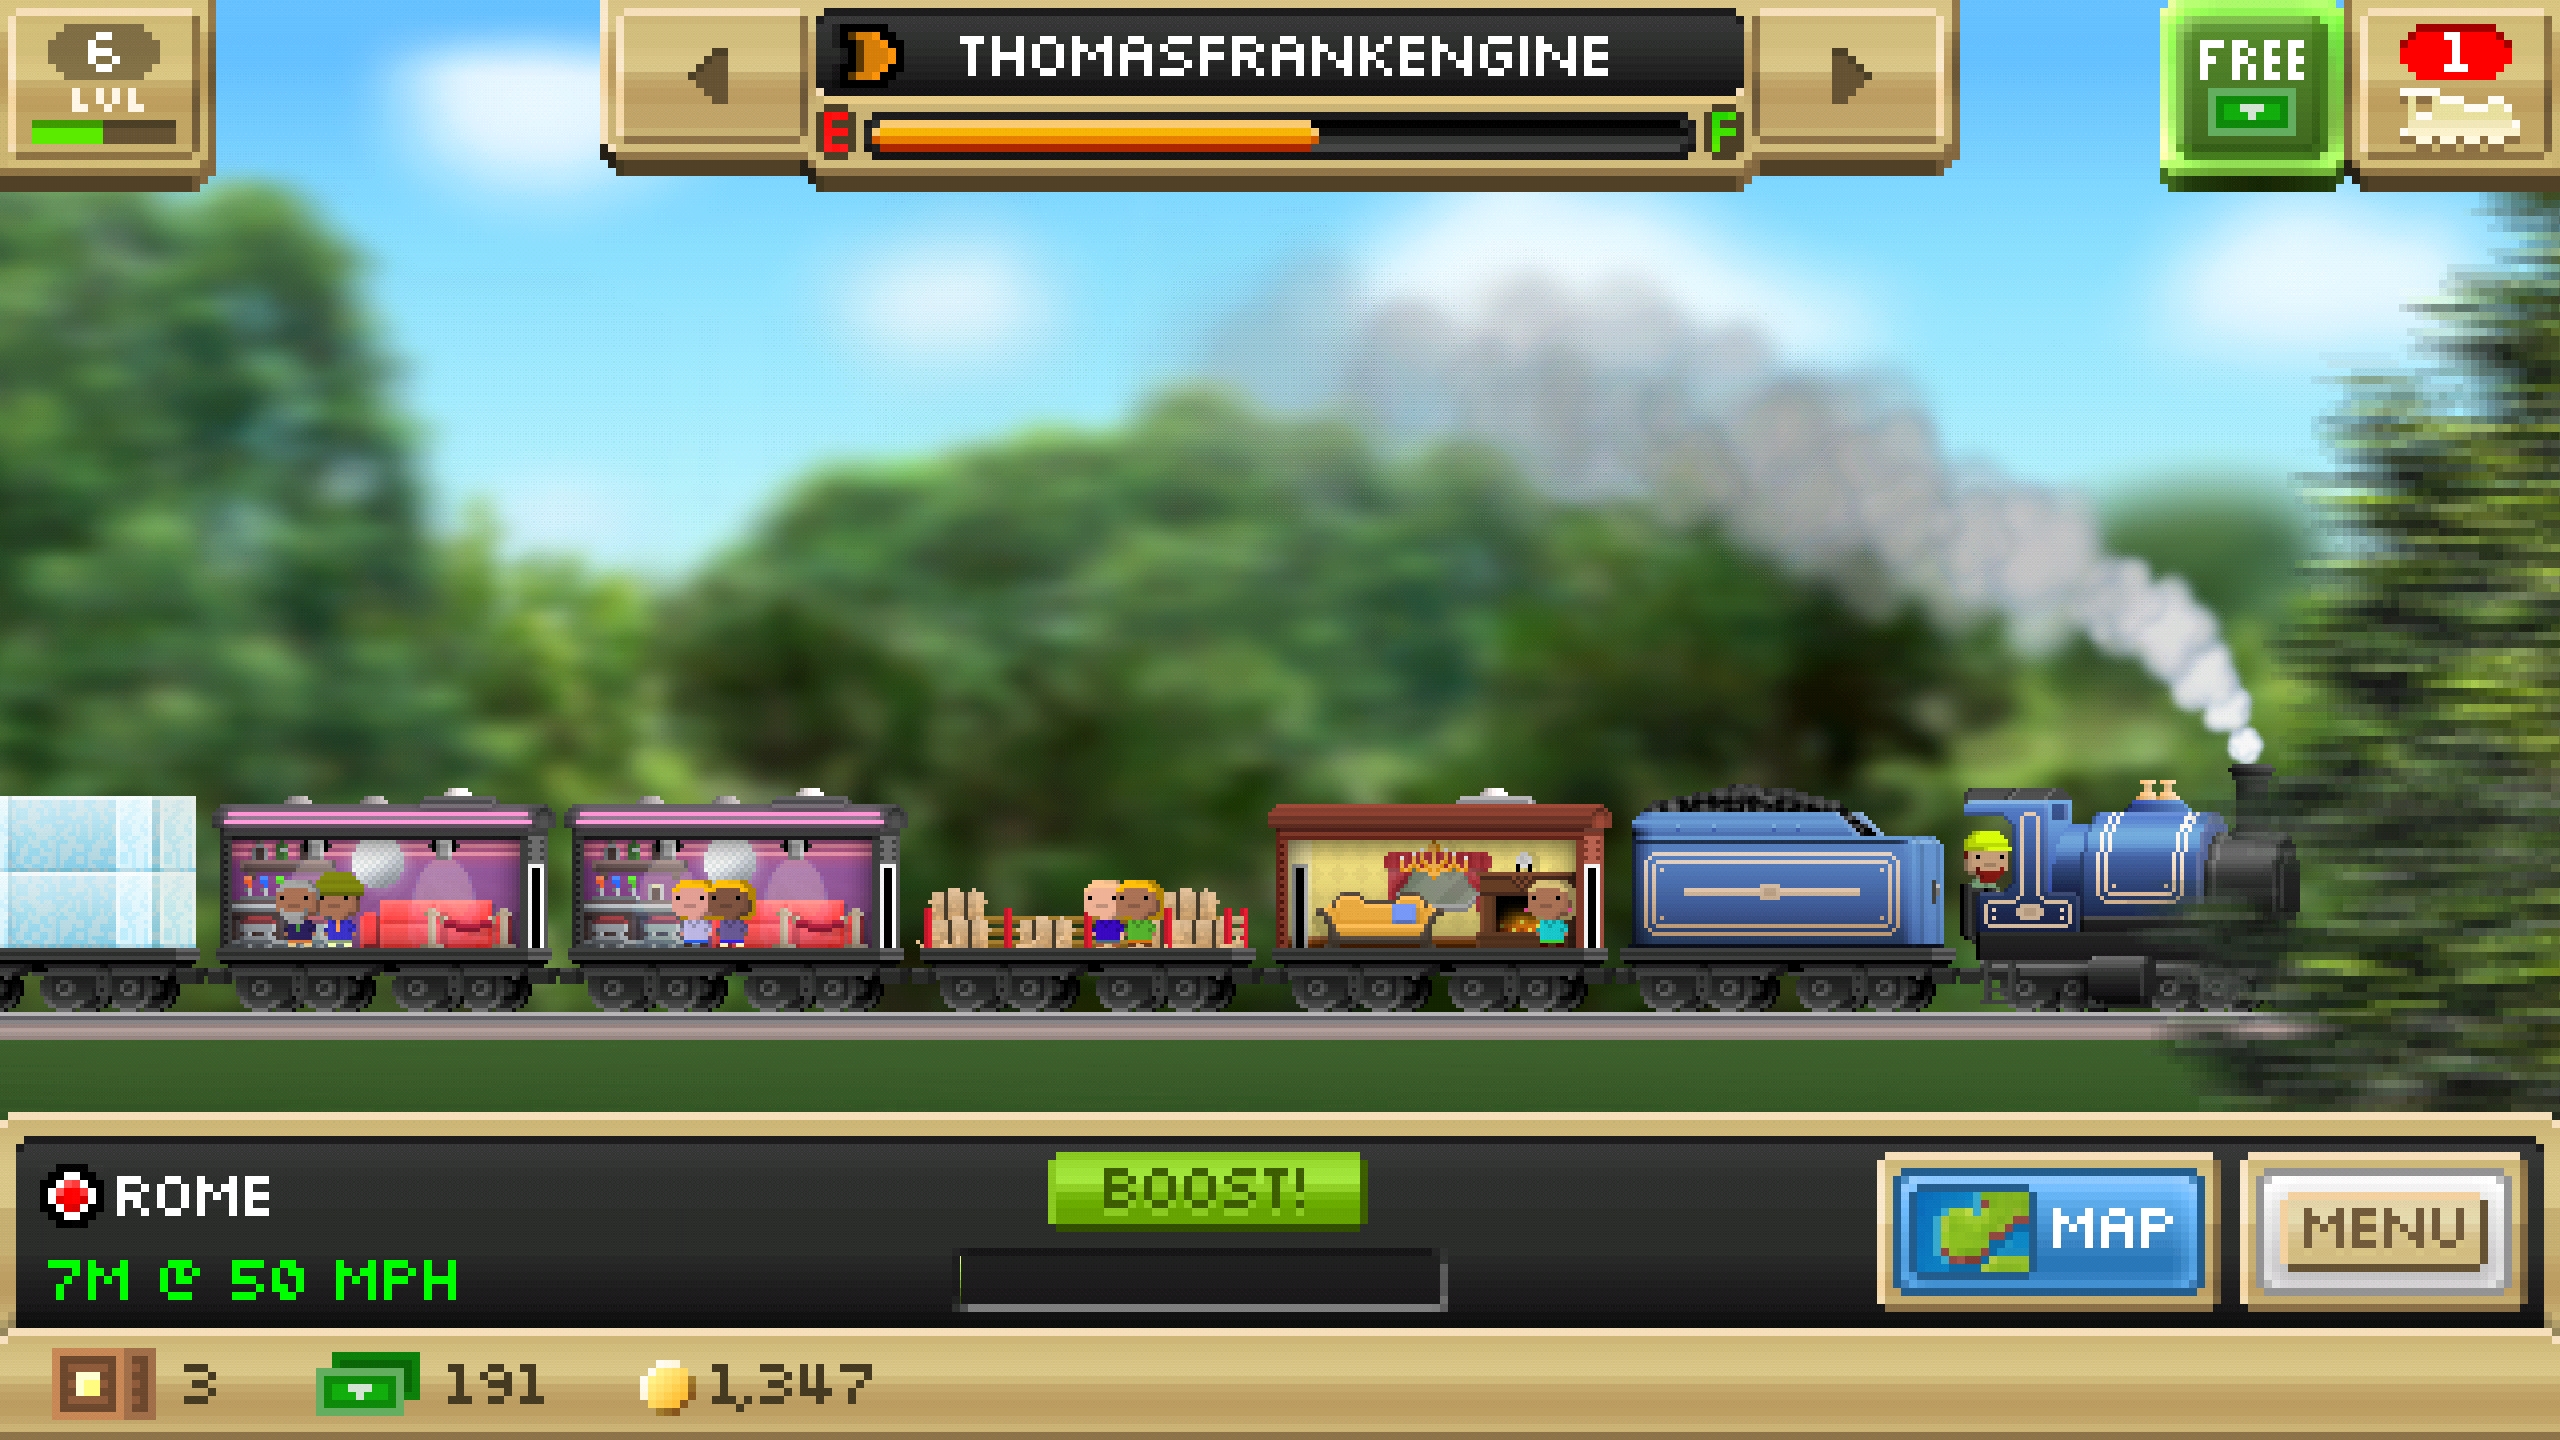 6
LVL
THOMASFRANKENGINE
E F
FREE
1
ROME
7M @ 50 MPH
BOOST!
MAP
MENU
3 191 1,347